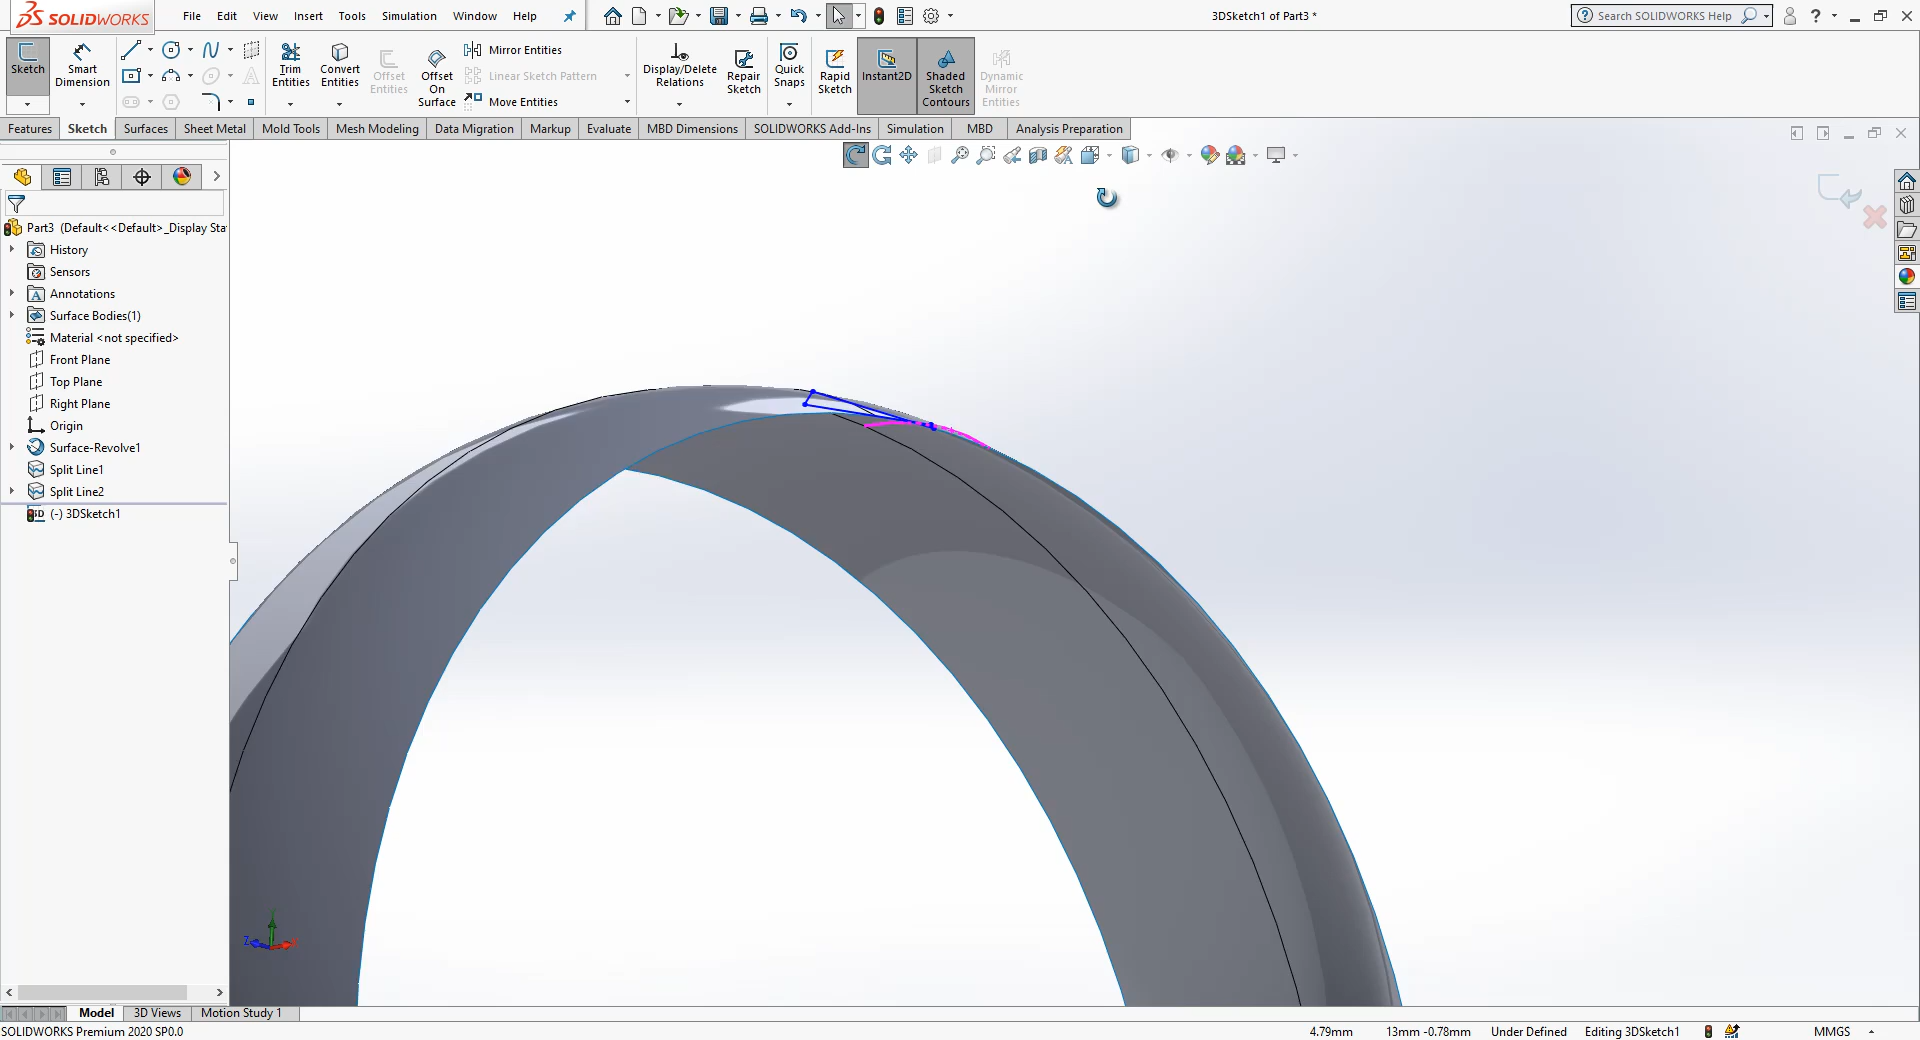 SOLIDWORKS
File Edit View Insert Tools Simulation Window Help
3DSketch1 of Part3 *
Search SOLIDWORKS Help
Sketch
Smart Dimension
Trim Entities
Convert Entities
Offset Entities
Offset On Surface
Mirror Entities
Linear Sketch Pattern
Move Entities
Display/Delete Relations
Repair Sketch
Quick Snaps
Rapid Sketch
Instant2D
Shaded Sketch Contours
Dynamic Mirror Entities
Features Sketch Surfaces Sheet Metal Mold Tools Mesh Modeling Data Migration Markup Evaluate MBD Dimensions SOLIDWORKS Add-Ins Simulation MBD Analysis Preparation
Part3 (Default<<Default>_Display Sta
History
Sensors
Annotations
Surface Bodies(1)
Material <not specified>
Front Plane
Top Plane
Right Plane
Origin
Surface-Revolve1
Split Line1
Split Line2
(-) 3DSketch1
Z
Model 3D Views Motion Study 1
SOLIDWORKS Premium 2020 SP0.0
4.79mm 13mm -0.78mm Under Defined Editing 3DSketch1 MMGS